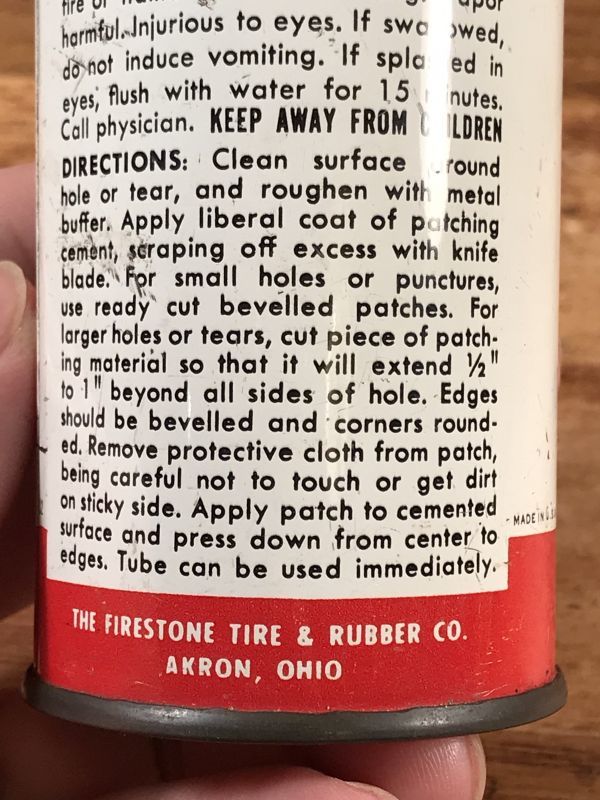 fire or
harmful. Injurious to eyes. If
do not induce vomiting. If in
eyes, flush with water for 15
Call physician. KEEP AWAY FROM
DIRECTIONS: Clean surface
hole or tear, and roughen with metal
buffer. Apply liberal coat of patching
cement, scraping off excess with knife
blade. For small holes or punctures,
use ready cut bevelled patches. For
larger holes or tears, cut piece of patch-
ing material so that it will extend ½"
to 1" beyond all sides of hole. Edges
should be bevelled and corners round-
ed. Remove protective cloth from patch,
being careful not to touch or get dirt
on sticky side. Apply patch to cemented
surface and press down from center to
edges. Tube can be used immediately.
MADE IN U.S.A.
THE FIRESTONE TIRE & RUBBER CO.
AKRON, OHIO